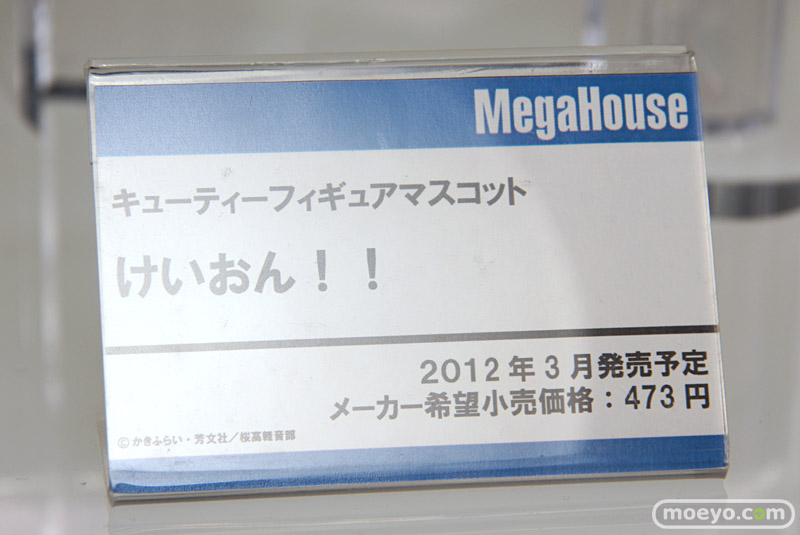 MegaHouse
キューティーフィギュアマスコット
けいおん！！
2012年3月発売予定
メーカー希望小売価格：473円
©かきふらい・芳文社／桜高軽音部
moeyo.com